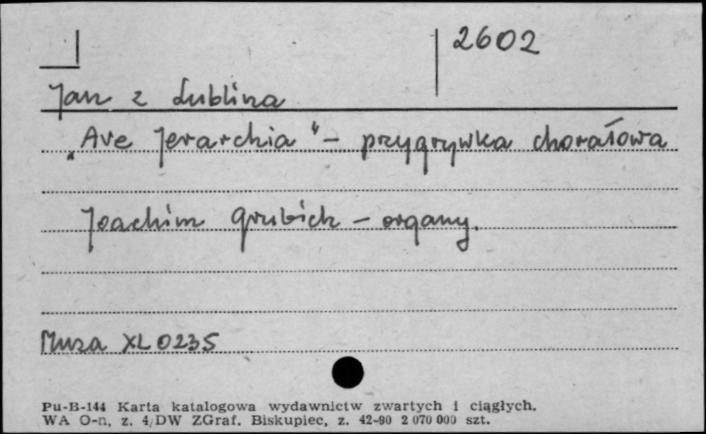 2602
Jan z Lublina
„Ave Jerarchia" - przygrywka chorałowa
Joachim Grubich - organy.
Muza XL 0235
Pu-B-144 Karta katalogowa wydawnictw zwartych i ciągłych.
WA O-n, z. 4/DW ZGraf. Biskupiec, z. 42-90 2 070 000 szt.